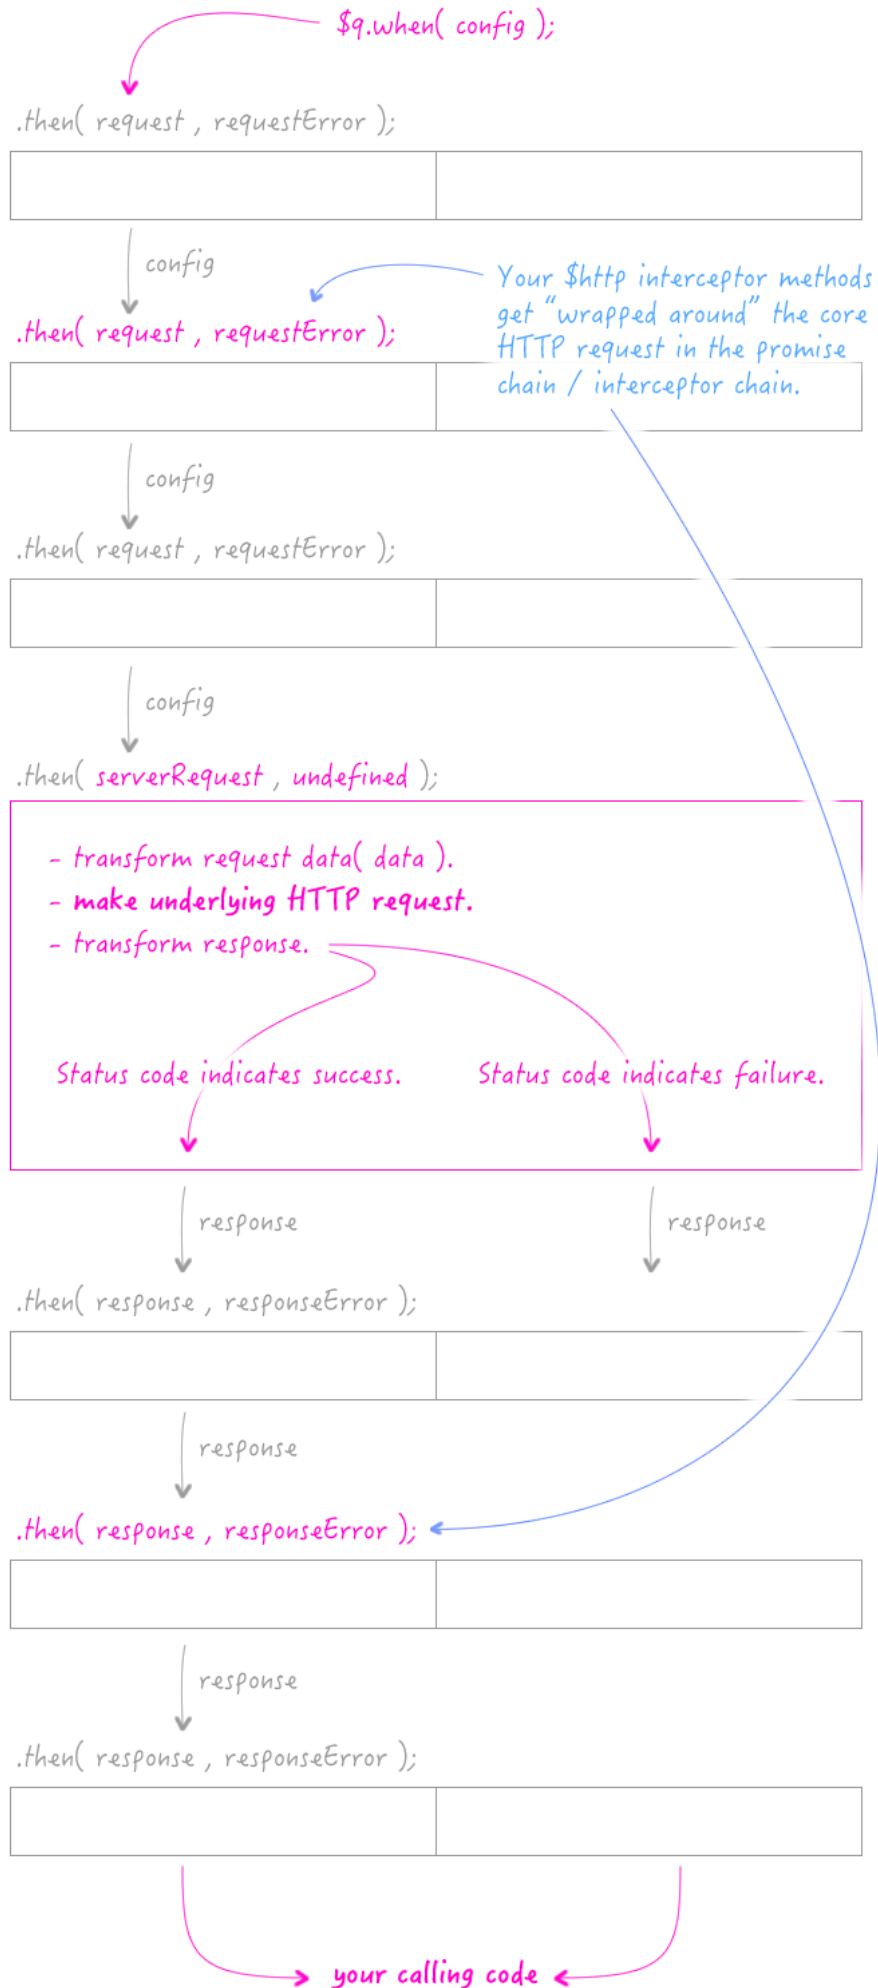 $q.when( config );
.then( request , requestError );
config
Your $http interceptor methods
get “wrapped around” the core
HTTP request in the promise
chain / interceptor chain.
.then( request , requestError );
config
.then( request , requestError );
config
.then( serverRequest , undefined );
- transform request data( data ).
- make underlying HTTP request.
- transform response.
Status code indicates success.
Status code indicates failure.
response
response
.then( response , responseError );
response
.then( response , responseError );
response
.then( response , responseError );
your calling code